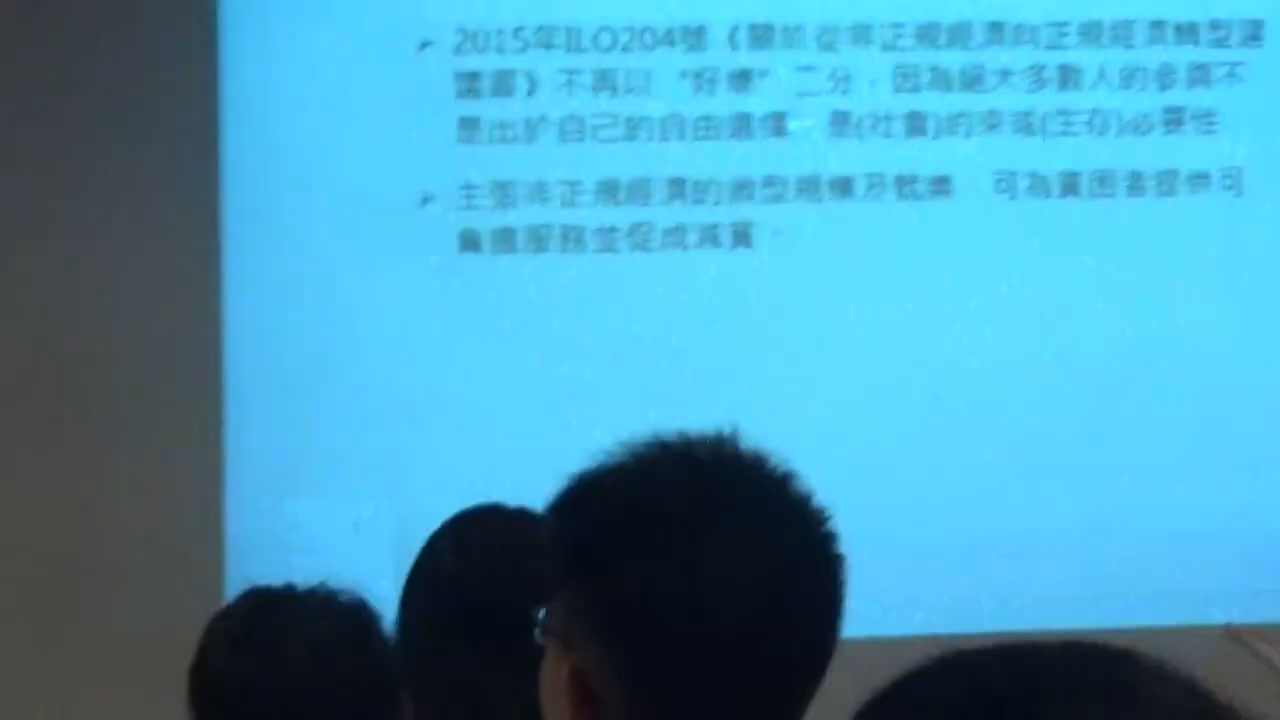 2015年ILO204號《關於從非正規經濟向正規經濟轉型建
議書》不再以“好壞”二分,因為絕大多數人的參與不
是出於自己的自由選擇,是(社會)的來或(生存)必要性
主張非正規經濟的微型規模及就業,可為貧困者提供可
負擔服務並促成減貧。